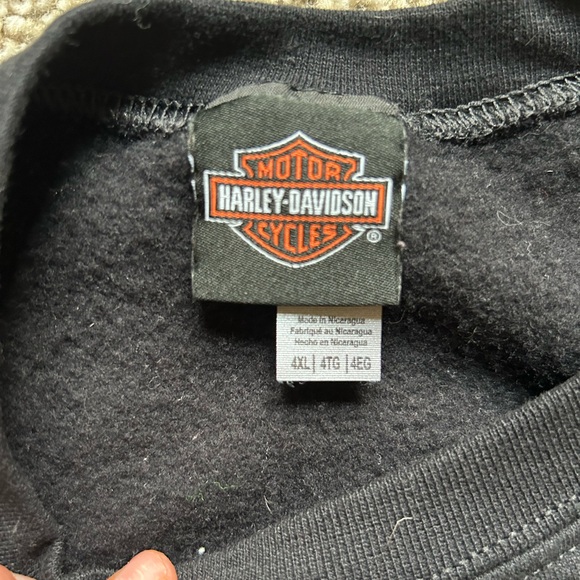 MOTOR
HARLEY-DAVIDSON
CYCLES
®
Made in Nicaragua
Fabriqué au Nicaragua
Hecho en Nicaragua
4XL | 4TG | 4EG